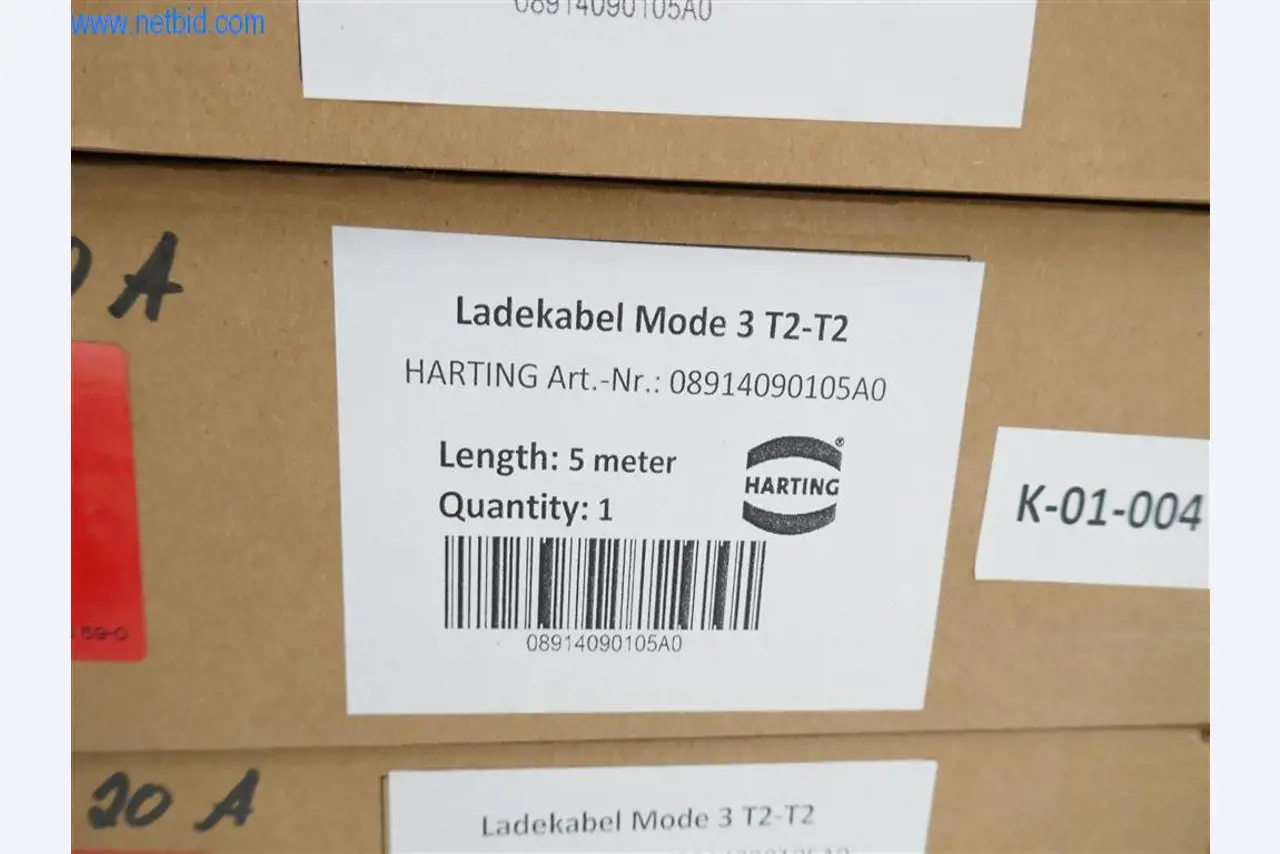 www.netbid.com
08914090105A0
A
Ladekabel Mode 3 T2-T2
HARTING Art.-Nr.: 08914090105A0
Length: 5 meter
Quantity: 1
®
HARTING
08914090105A0
K-01-004
59-0
20 A
Ladekabel Mode 3 T2-T2